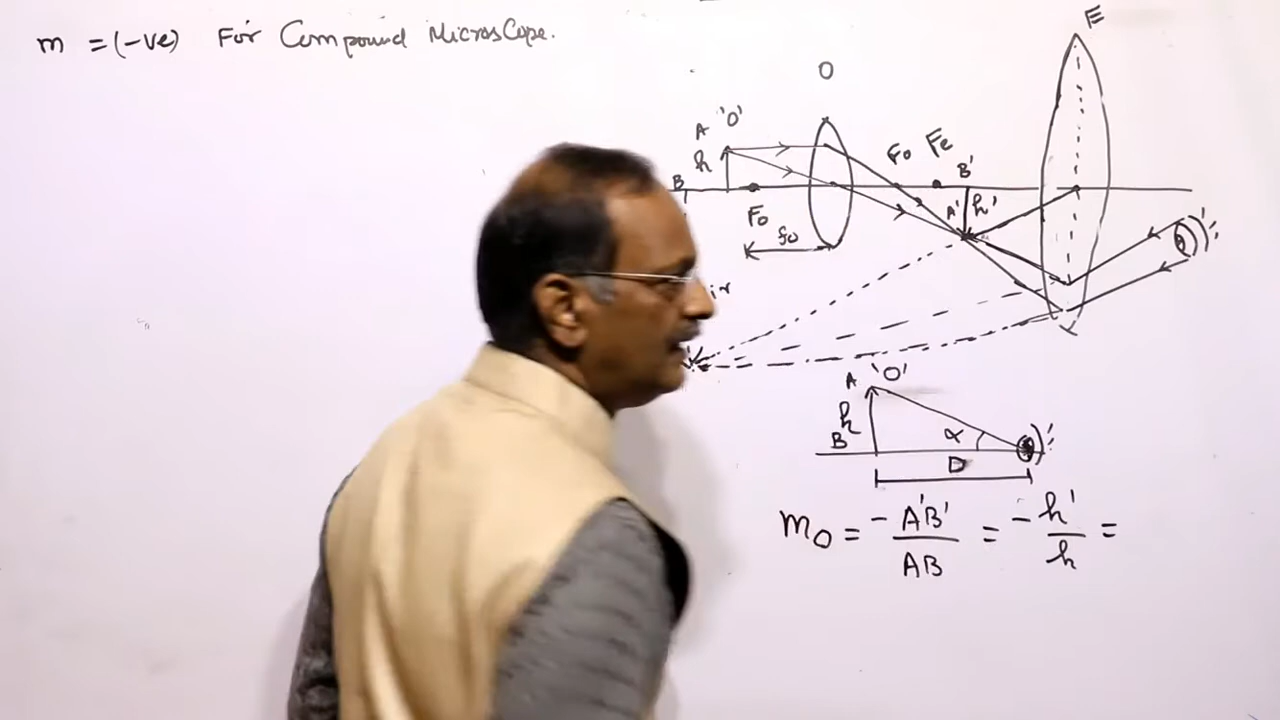 m = (-ve) For Compound MicroScope.
E
O
A 'O'
h
B
Fo Fe
B'
A' h'
Fo
fo
A 'O'
h
B
α
D
mO = - A'B' / AB = - h' / h =